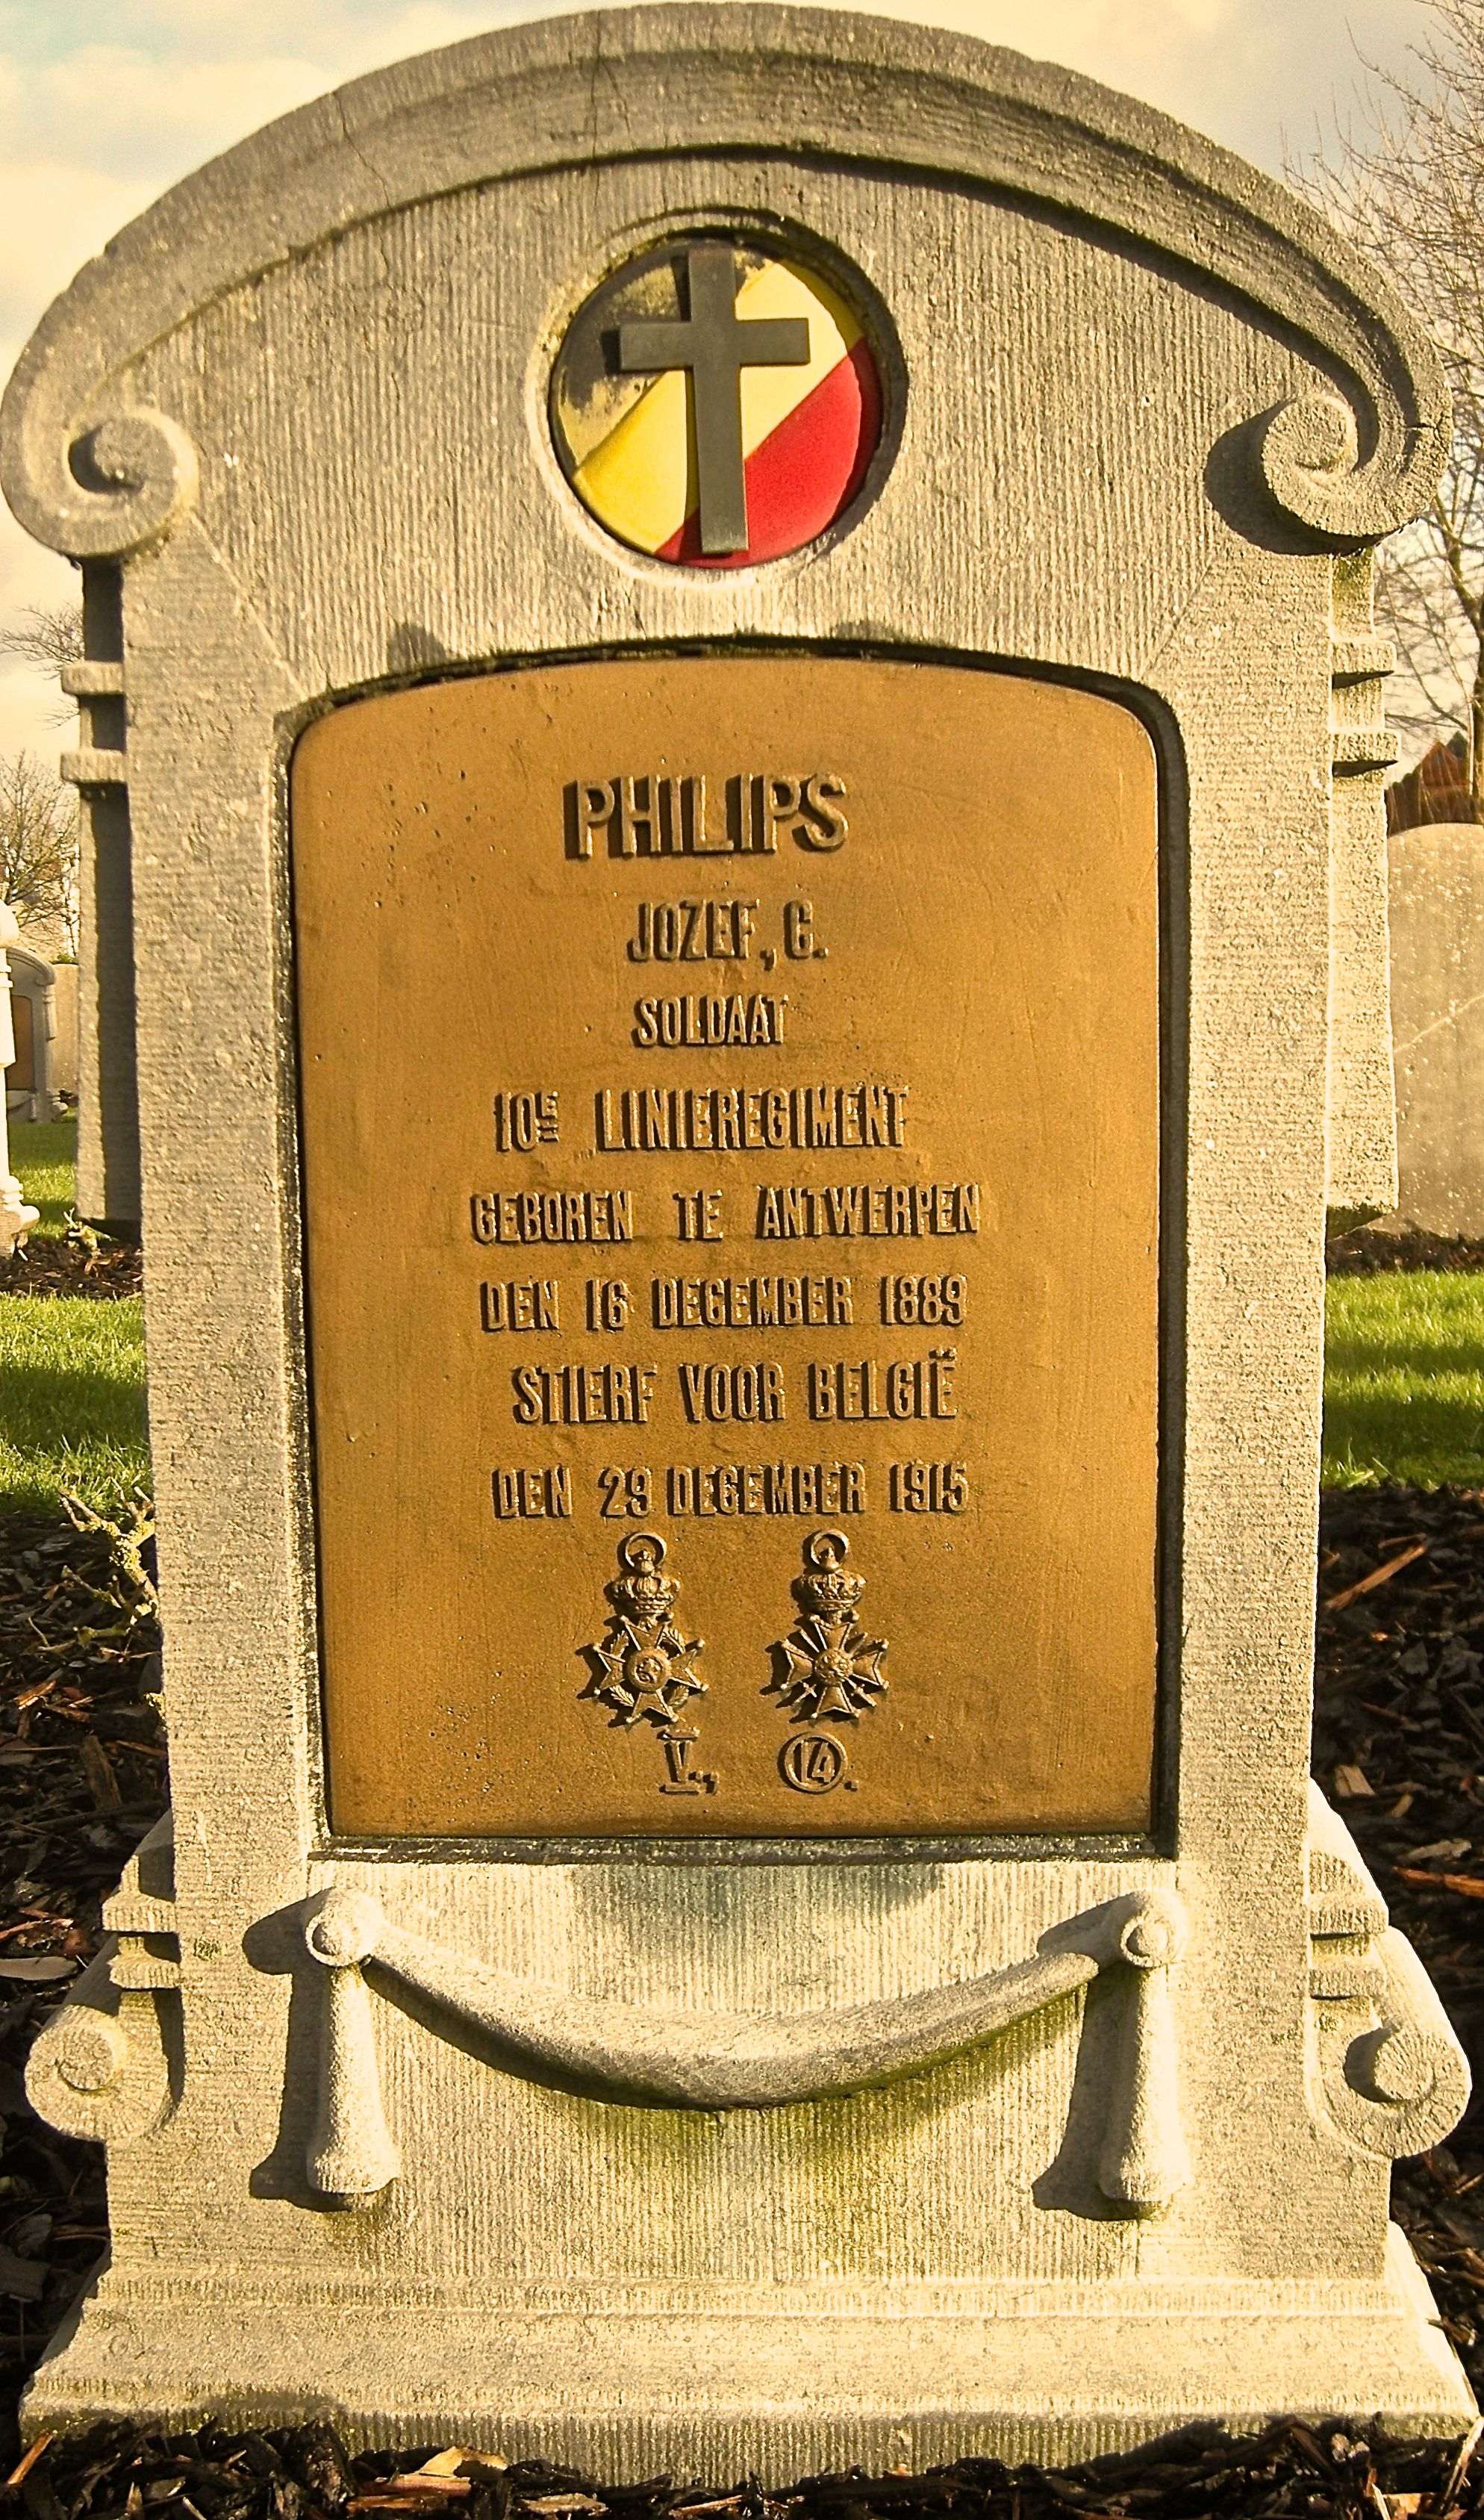 PHILIPS
JOZEF, G.
SOLDAAT
10E LINIEREGIMENT
GEBOREN TE ANTWERPEN
DEN 16 DECEMBER 1889
STIERF VOOR BELGIË
DEN 29 DECEMBER 1915
V., 14.